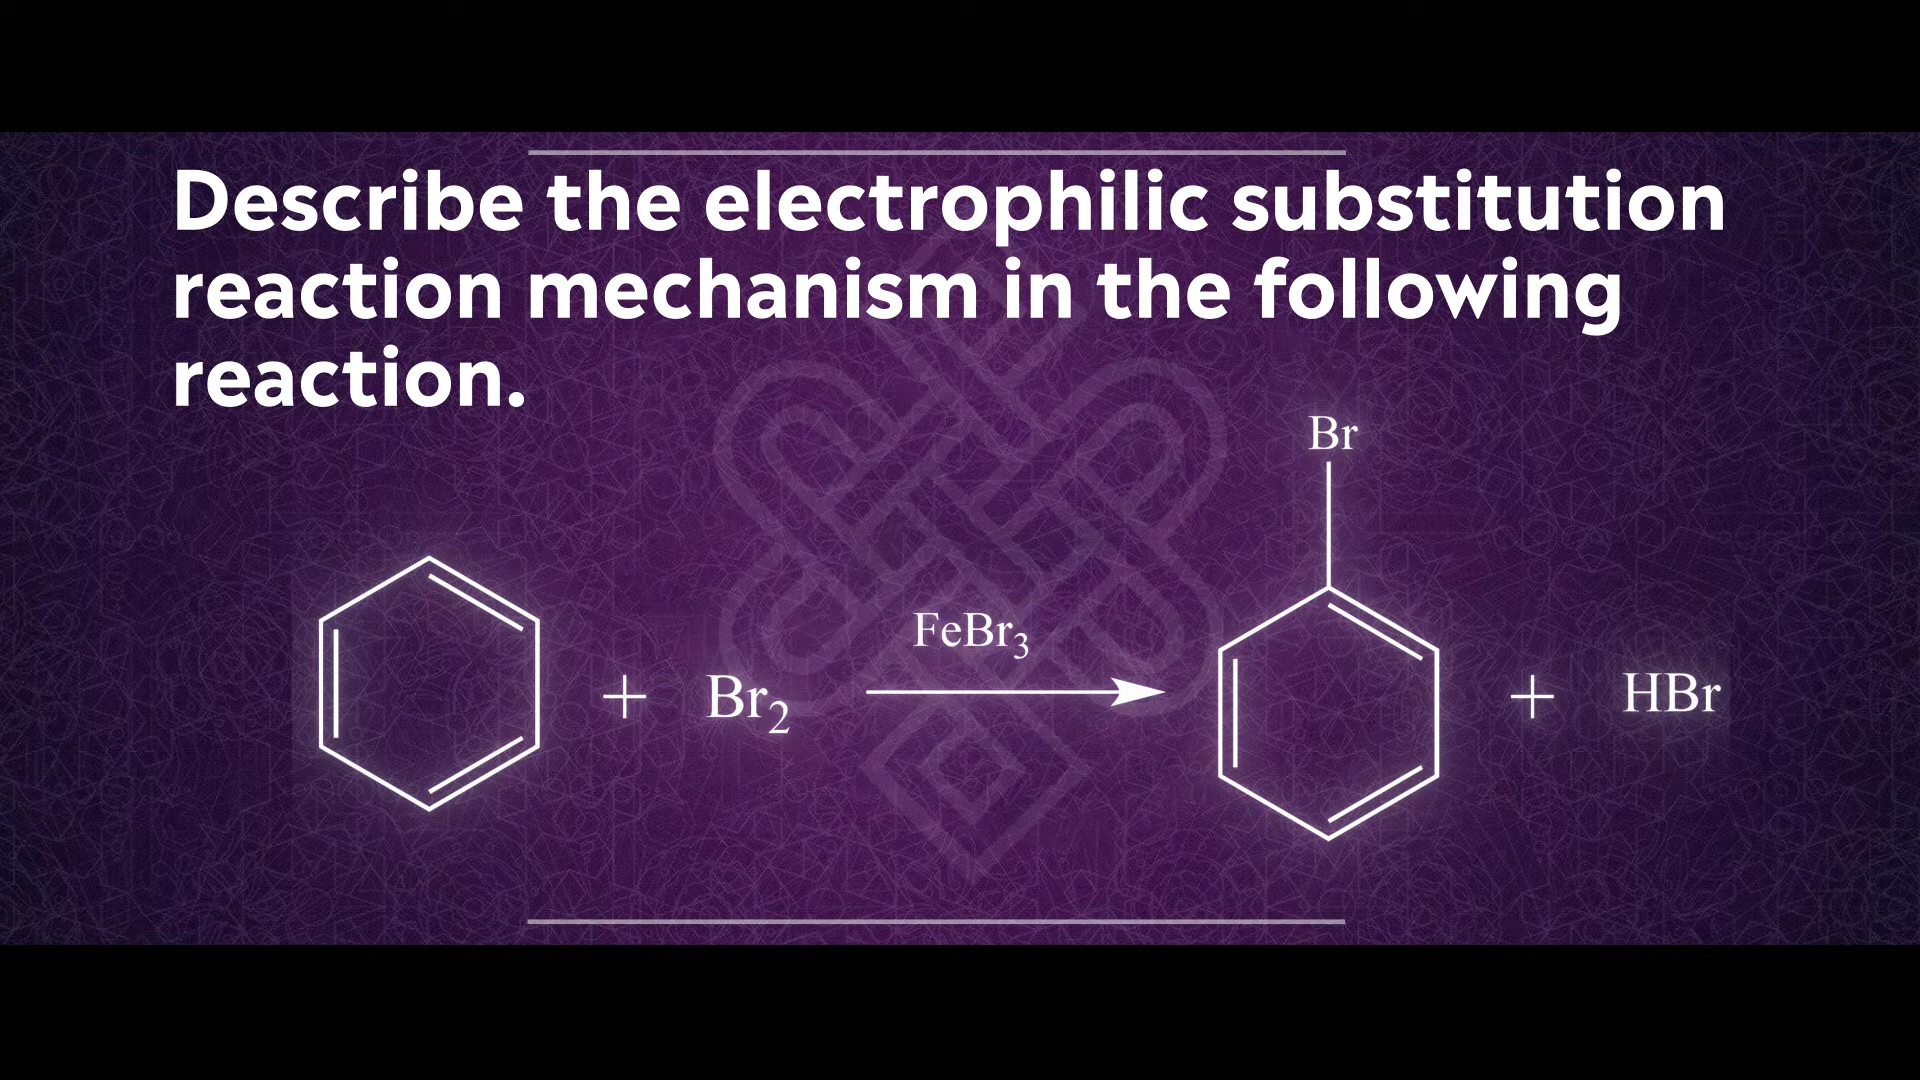 Describe the electrophilic substitution
reaction mechanism in the following
reaction.
Br
FeBr₃
+ Br₂ + HBr